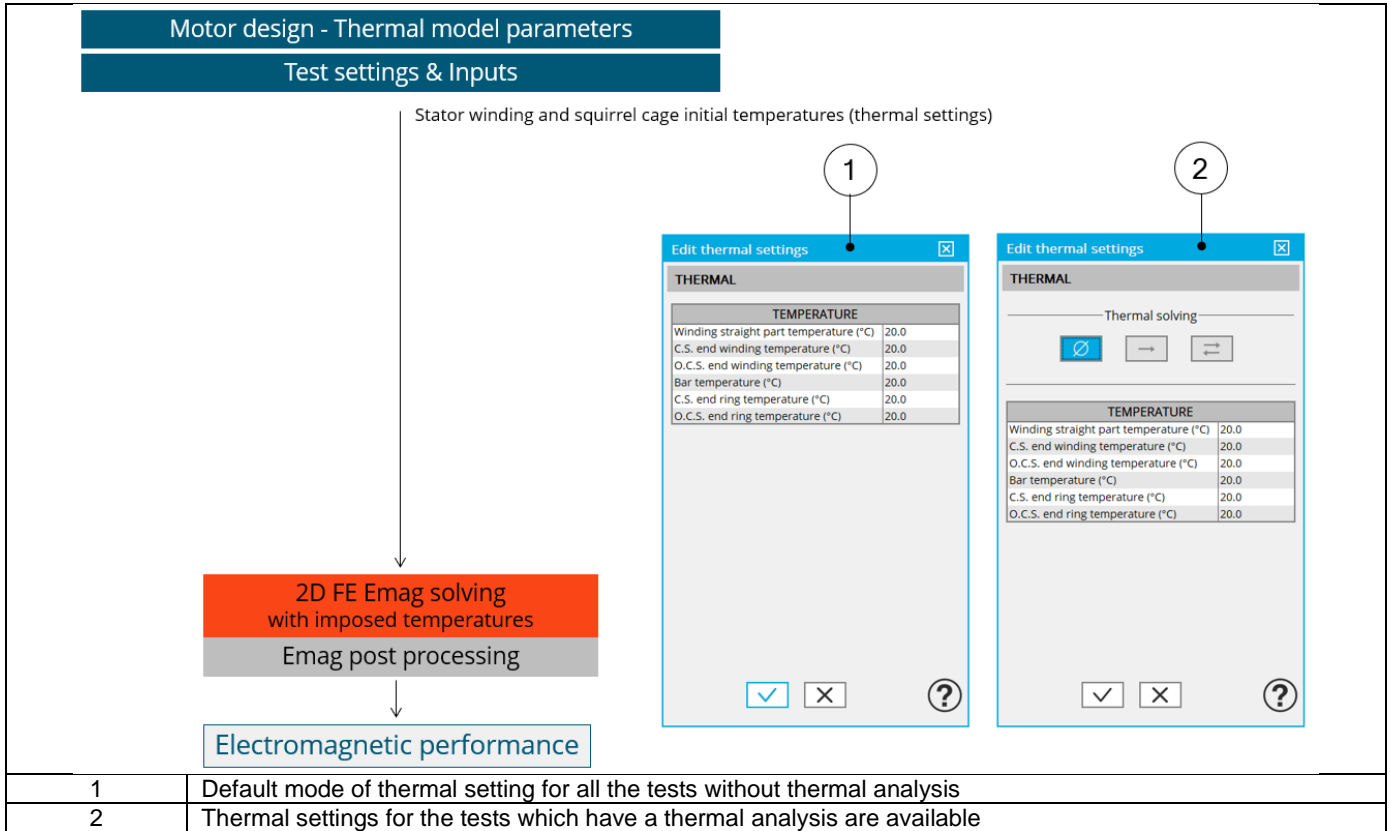 Motor design - Thermal model parameters
Test settings & Inputs
Stator winding and squirrel cage initial temperatures (thermal settings)
1
2
Edit thermal settings
THERMAL
TEMPERATURE
Winding straight part temperature (°C) 20.0
C.S. end winding temperature (°C) 20.0
O.C.S. end winding temperature (°C) 20.0
Bar temperature (°C) 20.0
C.S. end ring temperature (°C) 20.0
O.C.S. end ring temperature (°C) 20.0
?
Edit thermal settings
THERMAL
Thermal solving
TEMPERATURE
Winding straight part temperature (°C) 20.0
C.S. end winding temperature (°C) 20.0
O.C.S. end winding temperature (°C) 20.0
Bar temperature (°C) 20.0
C.S. end ring temperature (°C) 20.0
O.C.S. end ring temperature (°C) 20.0
?
2D FE Emag solving
with imposed temperatures
Emag post processing
Electromagnetic performance
1 Default mode of thermal setting for all the tests without thermal analysis
2 Thermal settings for the tests which have a thermal analysis are available